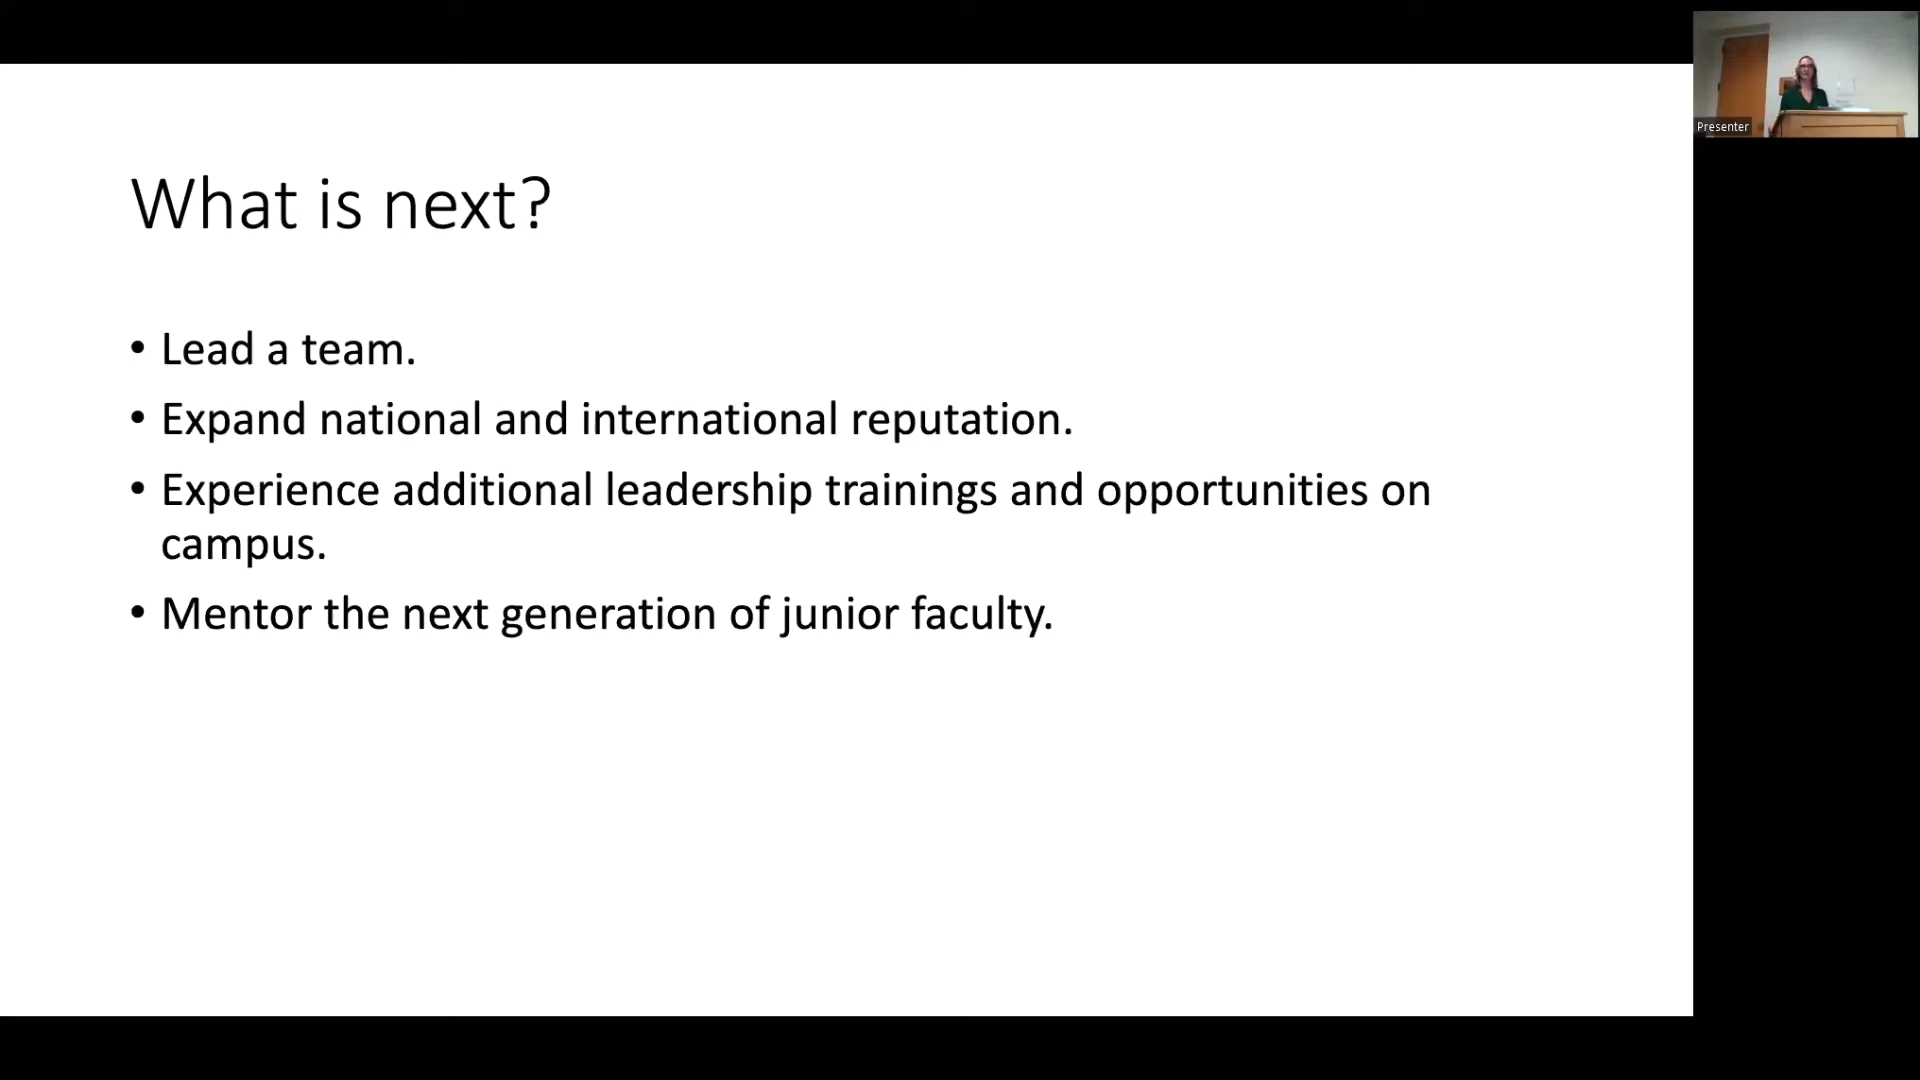 What is next?
• Lead a team.
• Expand national and international reputation.
• Experience additional leadership trainings and opportunities on
campus.
• Mentor the next generation of junior faculty.
Presenter